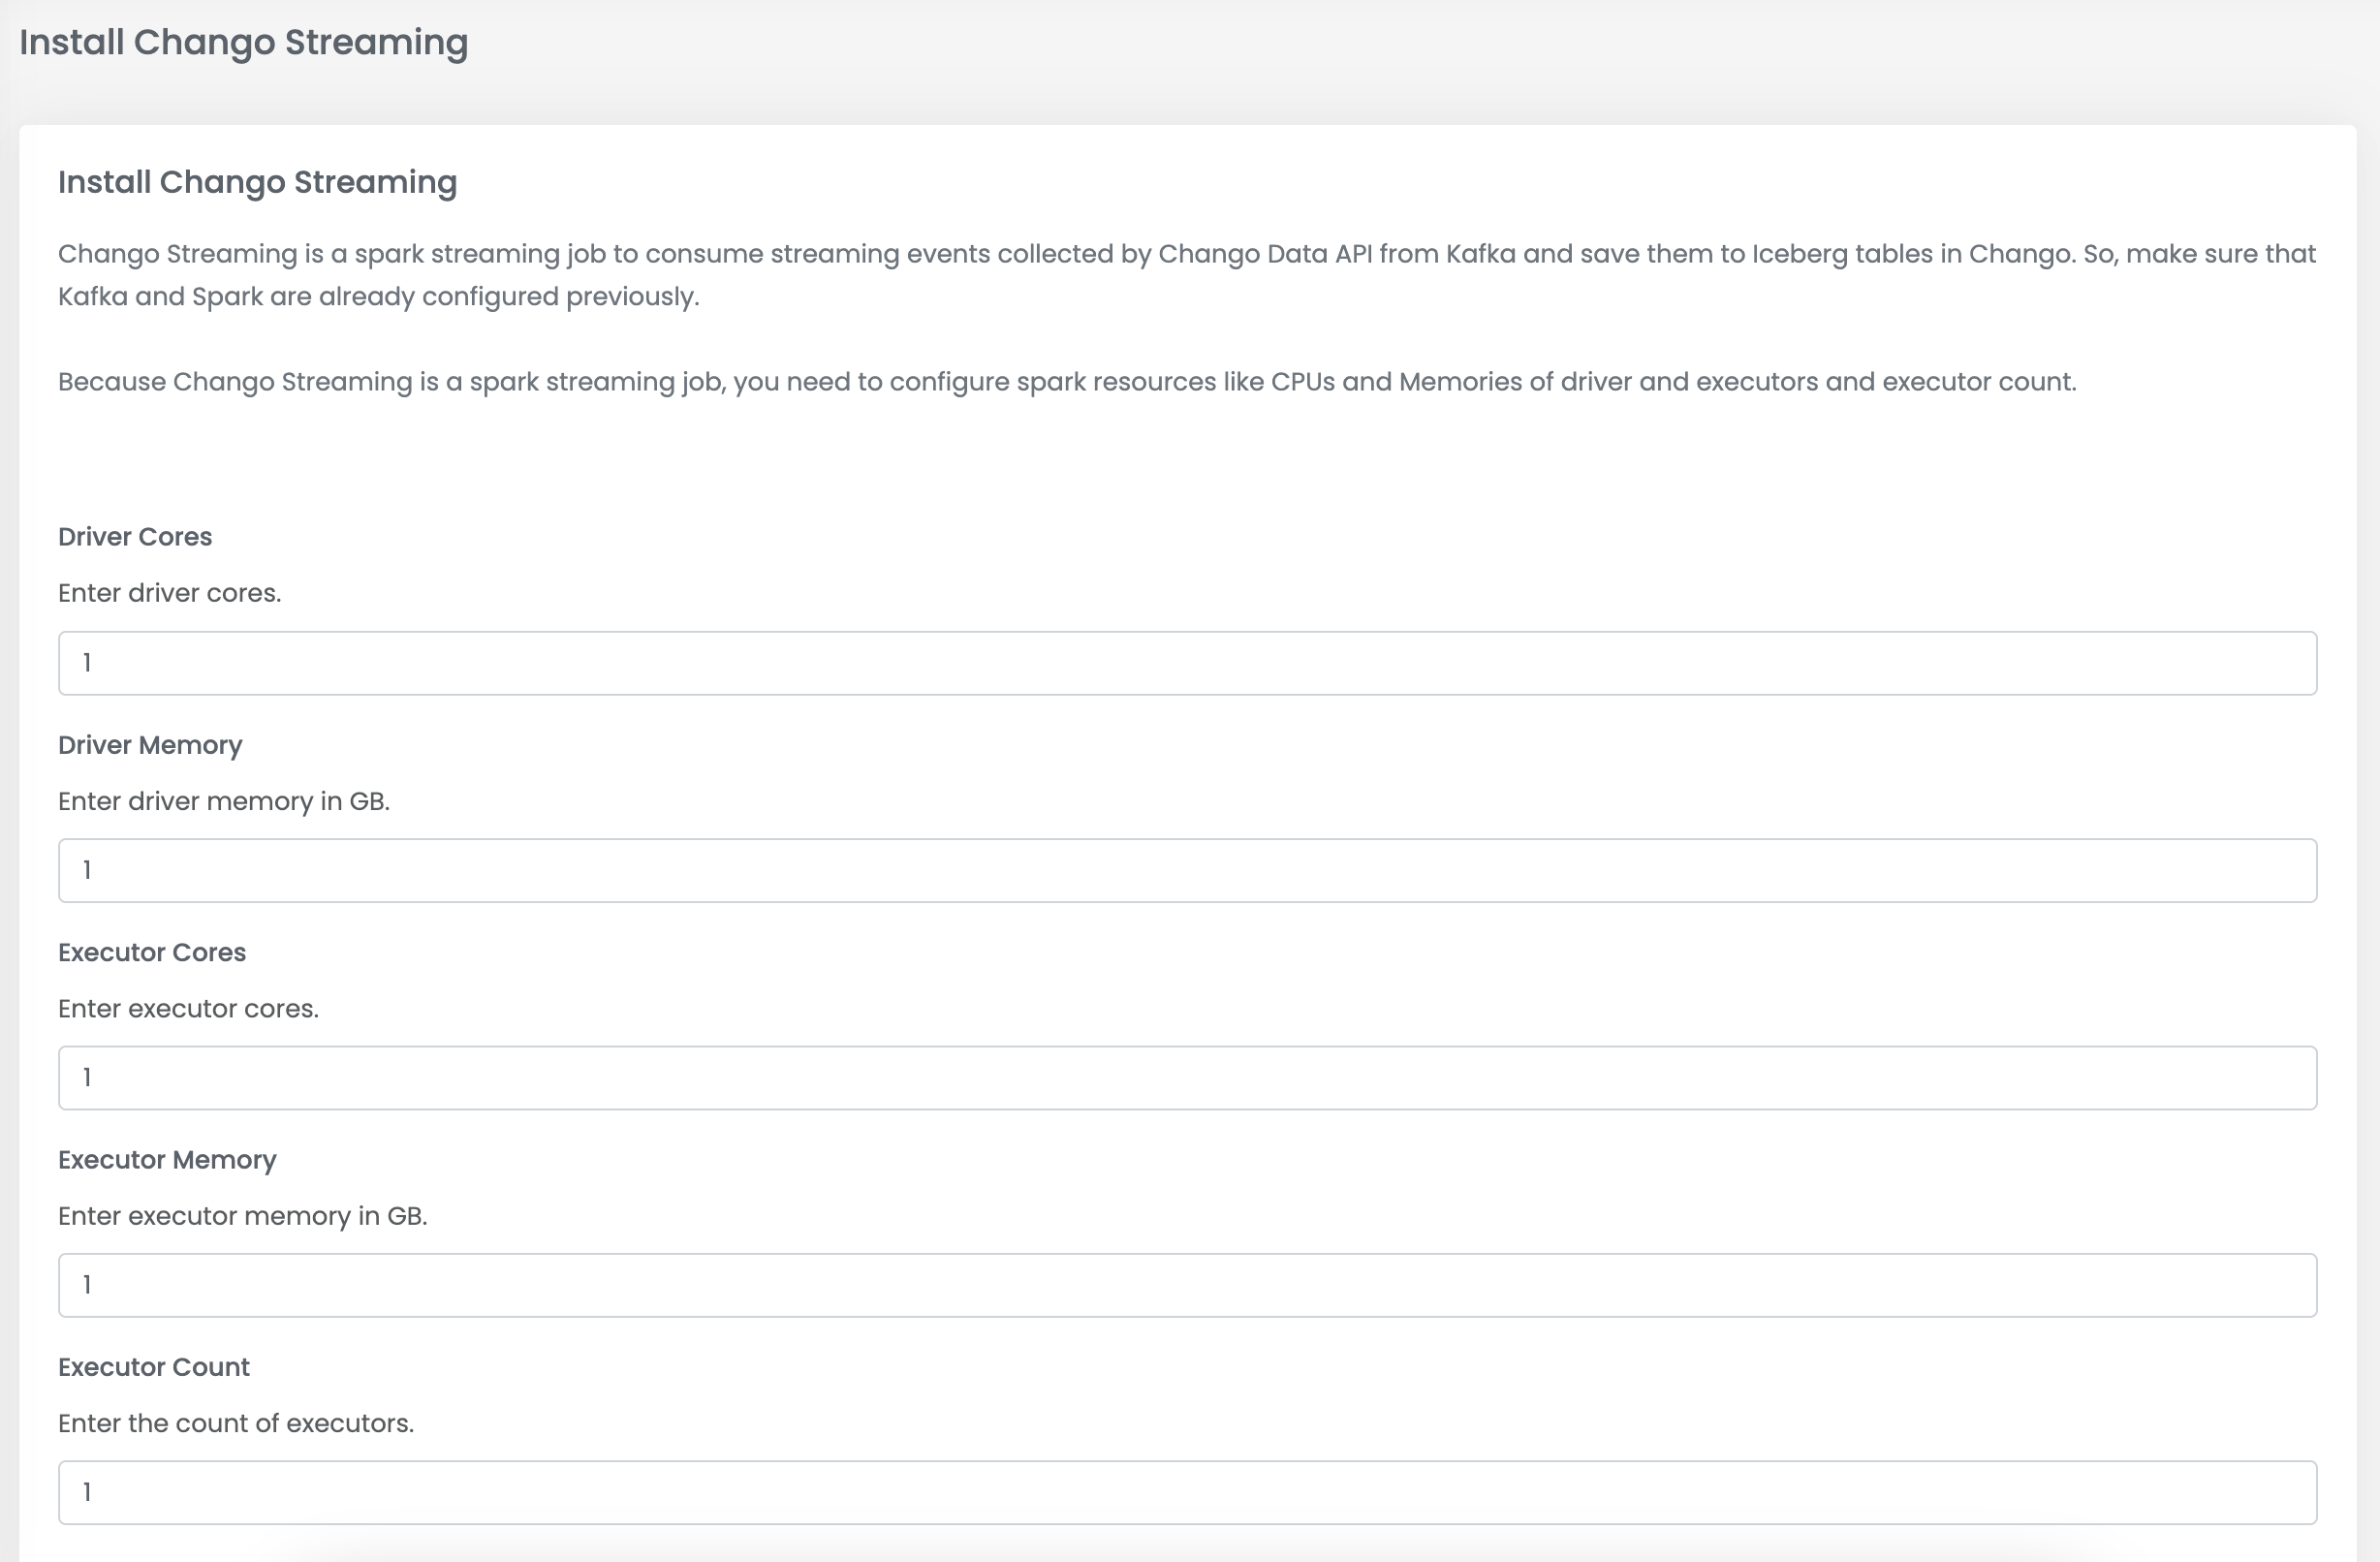 Install Chango Streaming
Install Chango Streaming
Chango Streaming is a spark streaming job to consume streaming events collected by Chango Data API from Kafka and save them to Iceberg tables in Chango. So, make sure that
Kafka and Spark are already configured previously.
Because Chango Streaming is a spark streaming job, you need to configure spark resources like CPUs and Memories of driver and executors and executor count.
Driver Cores
Enter driver cores.
1
Driver Memory
Enter driver memory in GB.
1
Executor Cores
Enter executor cores.
1
Executor Memory
Enter executor memory in GB.
1
Executor Count
Enter the count of executors.
1